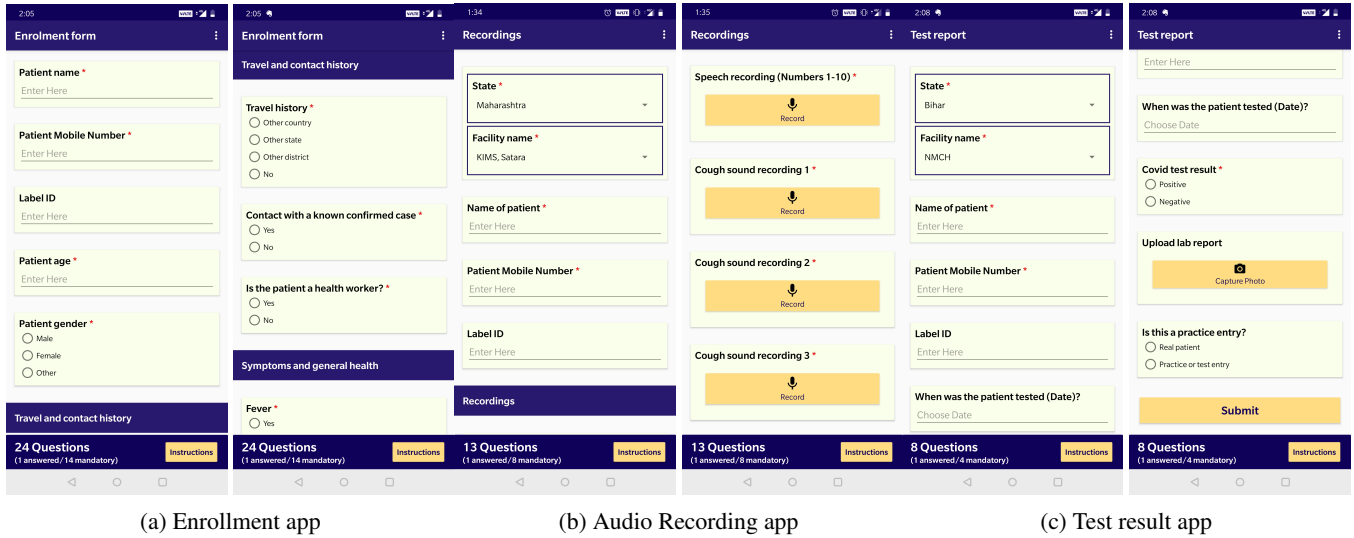 2:05
VoLTE
Enrolment form
Patient name *
Enter Here
Patient Mobile Number *
Enter Here
Label ID
Enter Here
Patient age *
Enter Here
Patient gender *
Male
Female
Other
Travel and contact history
24 Questions
(1 answered/14 mandatory)
Instructions
2:05
VoLTE
Enrolment form
Travel and contact history
Travel history *
Other country
Other state
Other district
No
Contact with a known confirmed case *
Yes
No
Is the patient a health worker? *
Yes
No
Symptoms and general health
Fever *
Yes
24 Questions
(1 answered/14 mandatory)
Instructions
1:34
VoLTE
Recordings
State *
Maharashtra
Facility name *
KIMS, Satara
Name of patient *
Enter Here
Patient Mobile Number *
Enter Here
Label ID
Enter Here
Recordings
13 Questions
(1 answered/8 mandatory)
Instructions
1:35
VoLTE
Recordings
Speech recording (Numbers 1-10) *
Record
Cough sound recording 1 *
Record
Cough sound recording 2 *
Record
Cough sound recording 3 *
Record
13 Questions
(1 answered/8 mandatory)
Instructions
2:08
VoLTE
Test report
State *
Bihar
Facility name *
NMCH
Name of patient *
Enter Here
Patient Mobile Number *
Enter Here
Label ID
Enter Here
When was the patient tested (Date)?
Choose Date
8 Questions
(1 answered/4 mandatory)
Instructions
2:08
VoLTE
Test report
Enter Here
When was the patient tested (Date)?
Choose Date
Covid test result *
Positive
Negative
Upload lab report
Capture Photo
Is this a practice entry?
Real patient
Practice or test entry
Submit
8 Questions
(1 answered/4 mandatory)
Instructions
(a) Enrollment app
(b) Audio Recording app
(c) Test result app